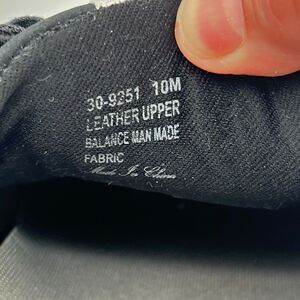 30-9251 10M
LEATHER UPPER
BALANCE MAN MADE
FABRIC
Made In China